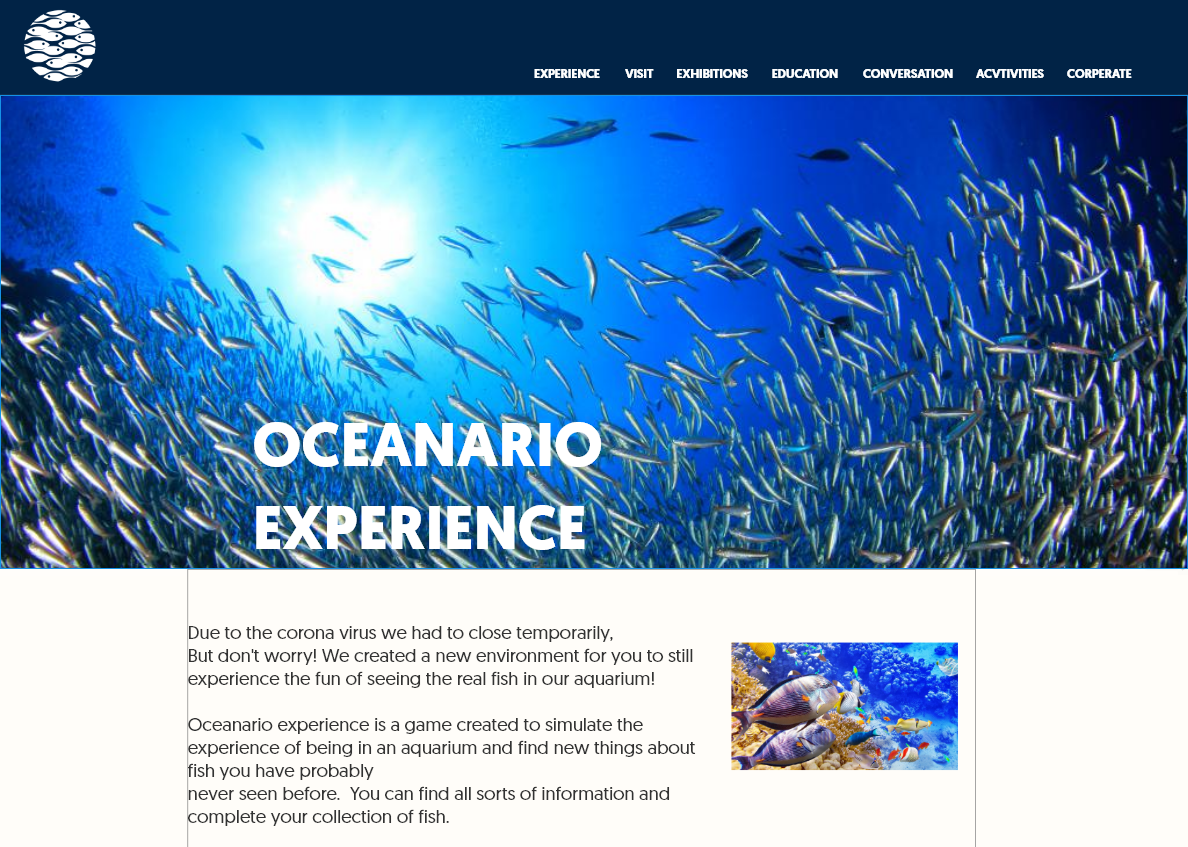 EXPERIENCE VISIT EXHIBITIONS EDUCATION CONVERSATION ACVTIVITIES CORPERATE
OCEANARIO
EXPERIENCE
Due to the corona virus we had to close temporarily,
But don't worry! We created a new environment for you to still
experience the fun of seeing the real fish in our aquarium!
Oceanario experience is a game created to simulate the
experience of being in an aquarium and find new things about
fish you have probably
never seen before.  You can find all sorts of information and
complete your collection of fish.